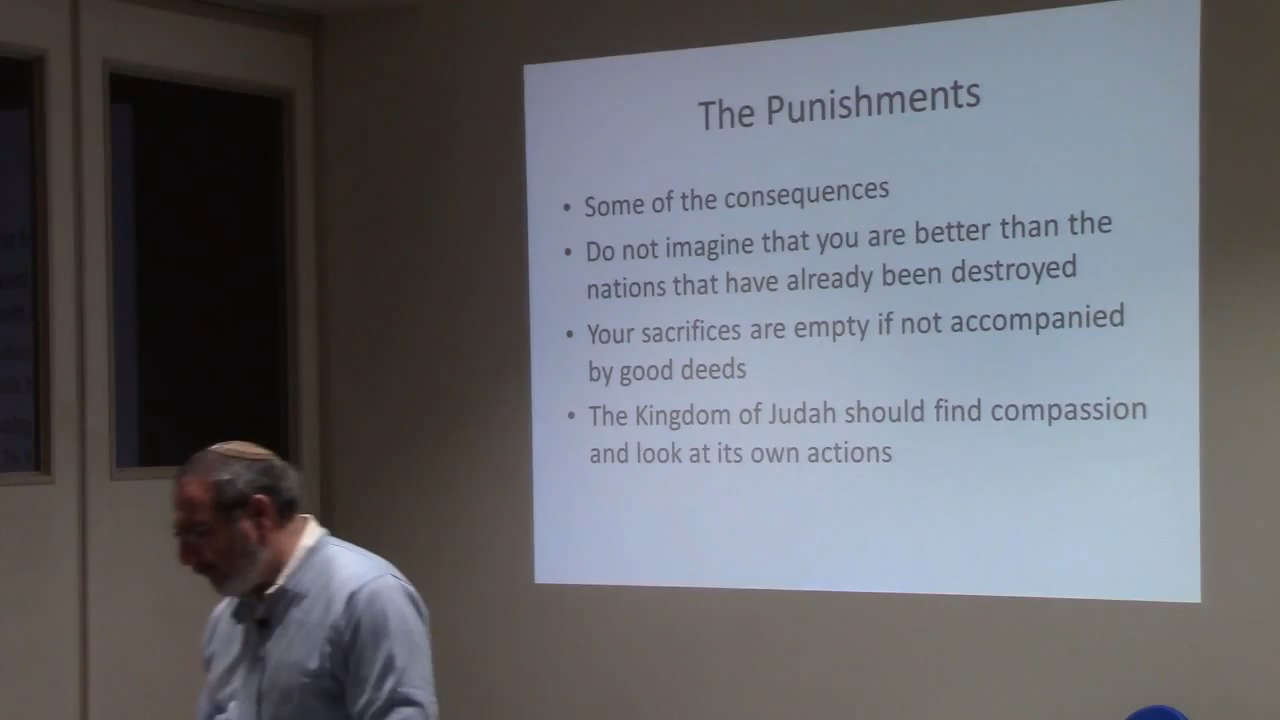 The Punishments
• Some of the consequences
• Do not imagine that you are better than the
nations that have already been destroyed
• Your sacrifices are empty if not accompanied
by good deeds
• The Kingdom of Judah should find compassion
and look at its own actions